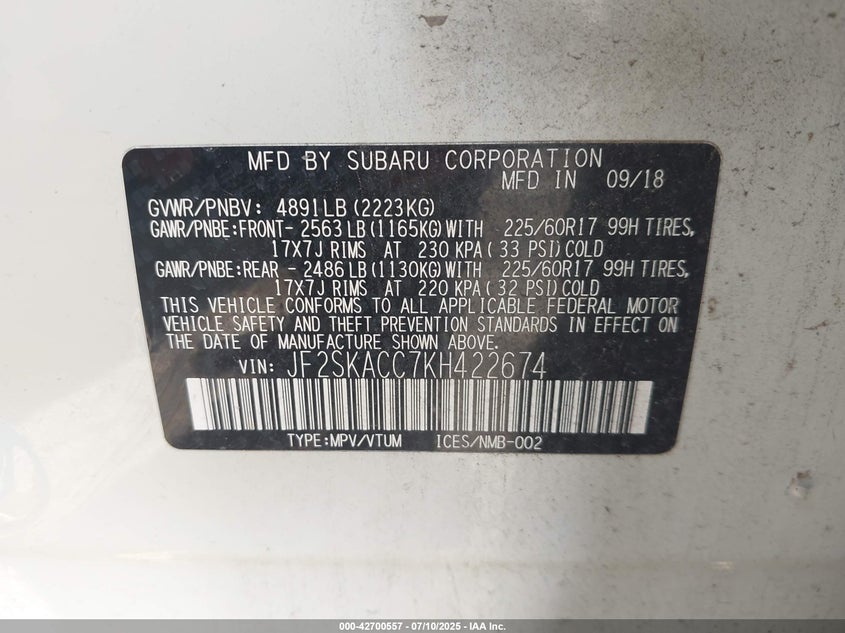 MFD BY SUBARU CORPORATION
MFD IN 09/18
GVWR/PNBV: 4891LB (2223KG)
GAWR/PNBE:FRONT- 2563 LB (1165KG) WITH 225/60R17 99H TIRES,
17X7J RIMS AT 230 KPA ( 33 PSI) COLD
GAWR/PNBE:REAR - 2486 LB (1130KG) WITH 225/60R17 99H TIRES,
17X7J RIMS AT 220 KPA ( 32 PSI) COLD
THIS VEHICLE CONFORMS TO ALL APPLICABLE FEDERAL MOTOR
VEHICLE SAFETY AND THEFT PREVENTION STANDARDS IN EFFECT ON
THE DATE OF MANUFACTURE SHOWN ABOVE.
VIN: JF2SKACC7KH422674
TYPE:MPV/VTUM ICES/NMB-002
000-42700557 - 07/10/2025 - IAA Inc.